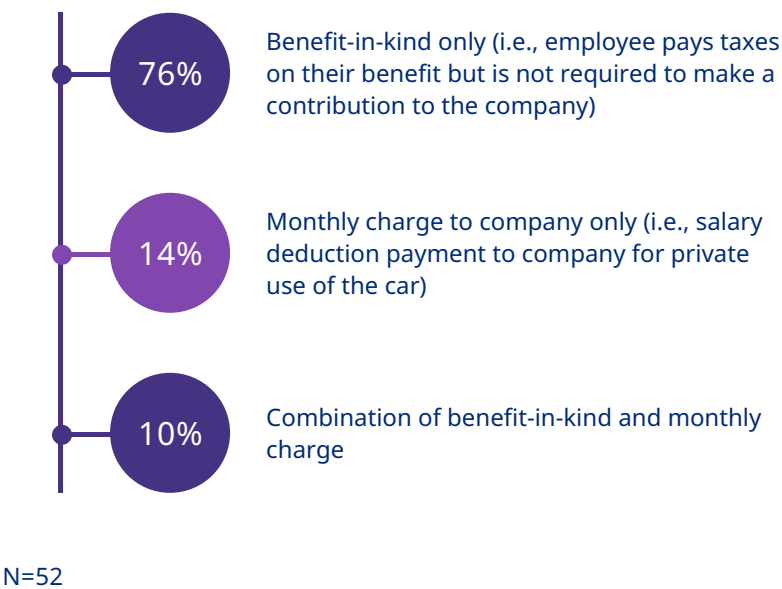 76%
Benefit-in-kind only (i.e., employee pays taxes
on their benefit but is not required to make a
contribution to the company)
14%
Monthly charge to company only (i.e., salary
deduction payment to company for private
use of the car)
10%
Combination of benefit-in-kind and monthly
charge
N=52